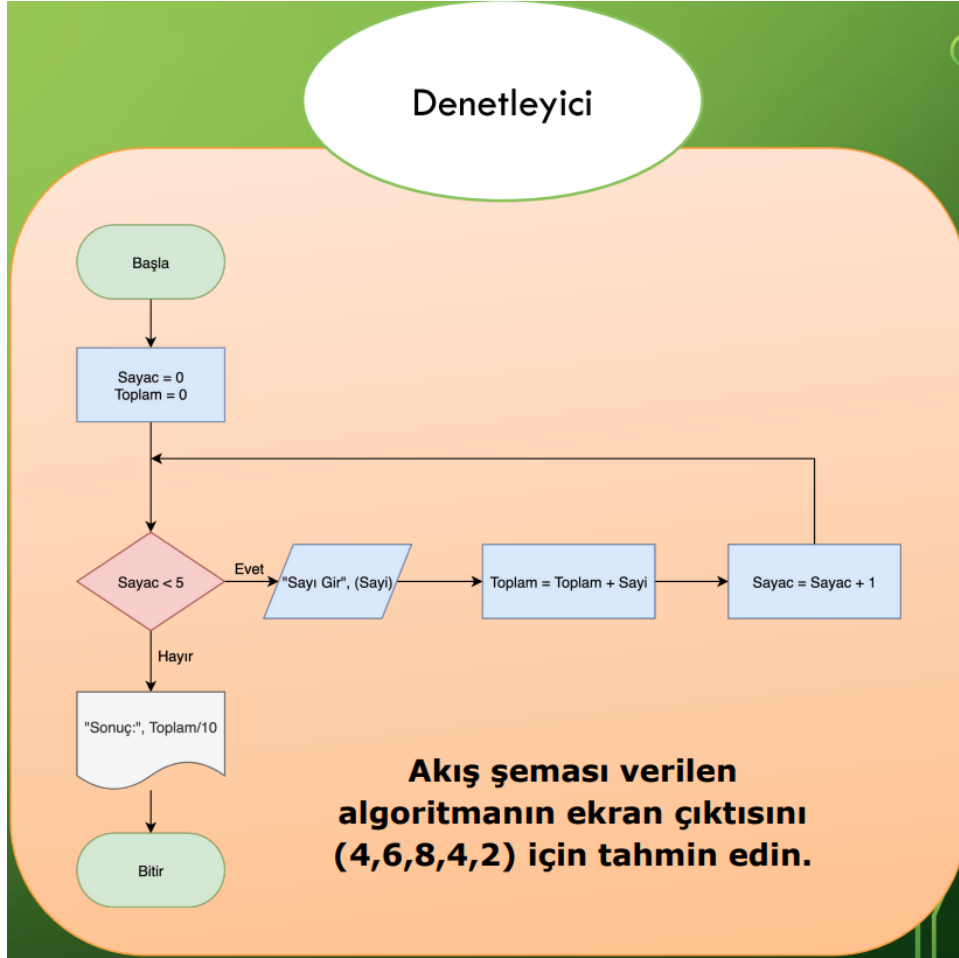 Denetleyici
Başla
Sayac = 0
Toplam = 0
Sayac < 5
Evet
"Sayı Gir", (Sayi)
Toplam = Toplam + Sayi
Sayac = Sayac + 1
Hayır
"Sonuç:", Toplam/10
Bitir
Akış şeması verilen
algoritmanın ekran çıktısını
(4,6,8,4,2) için tahmin edin.